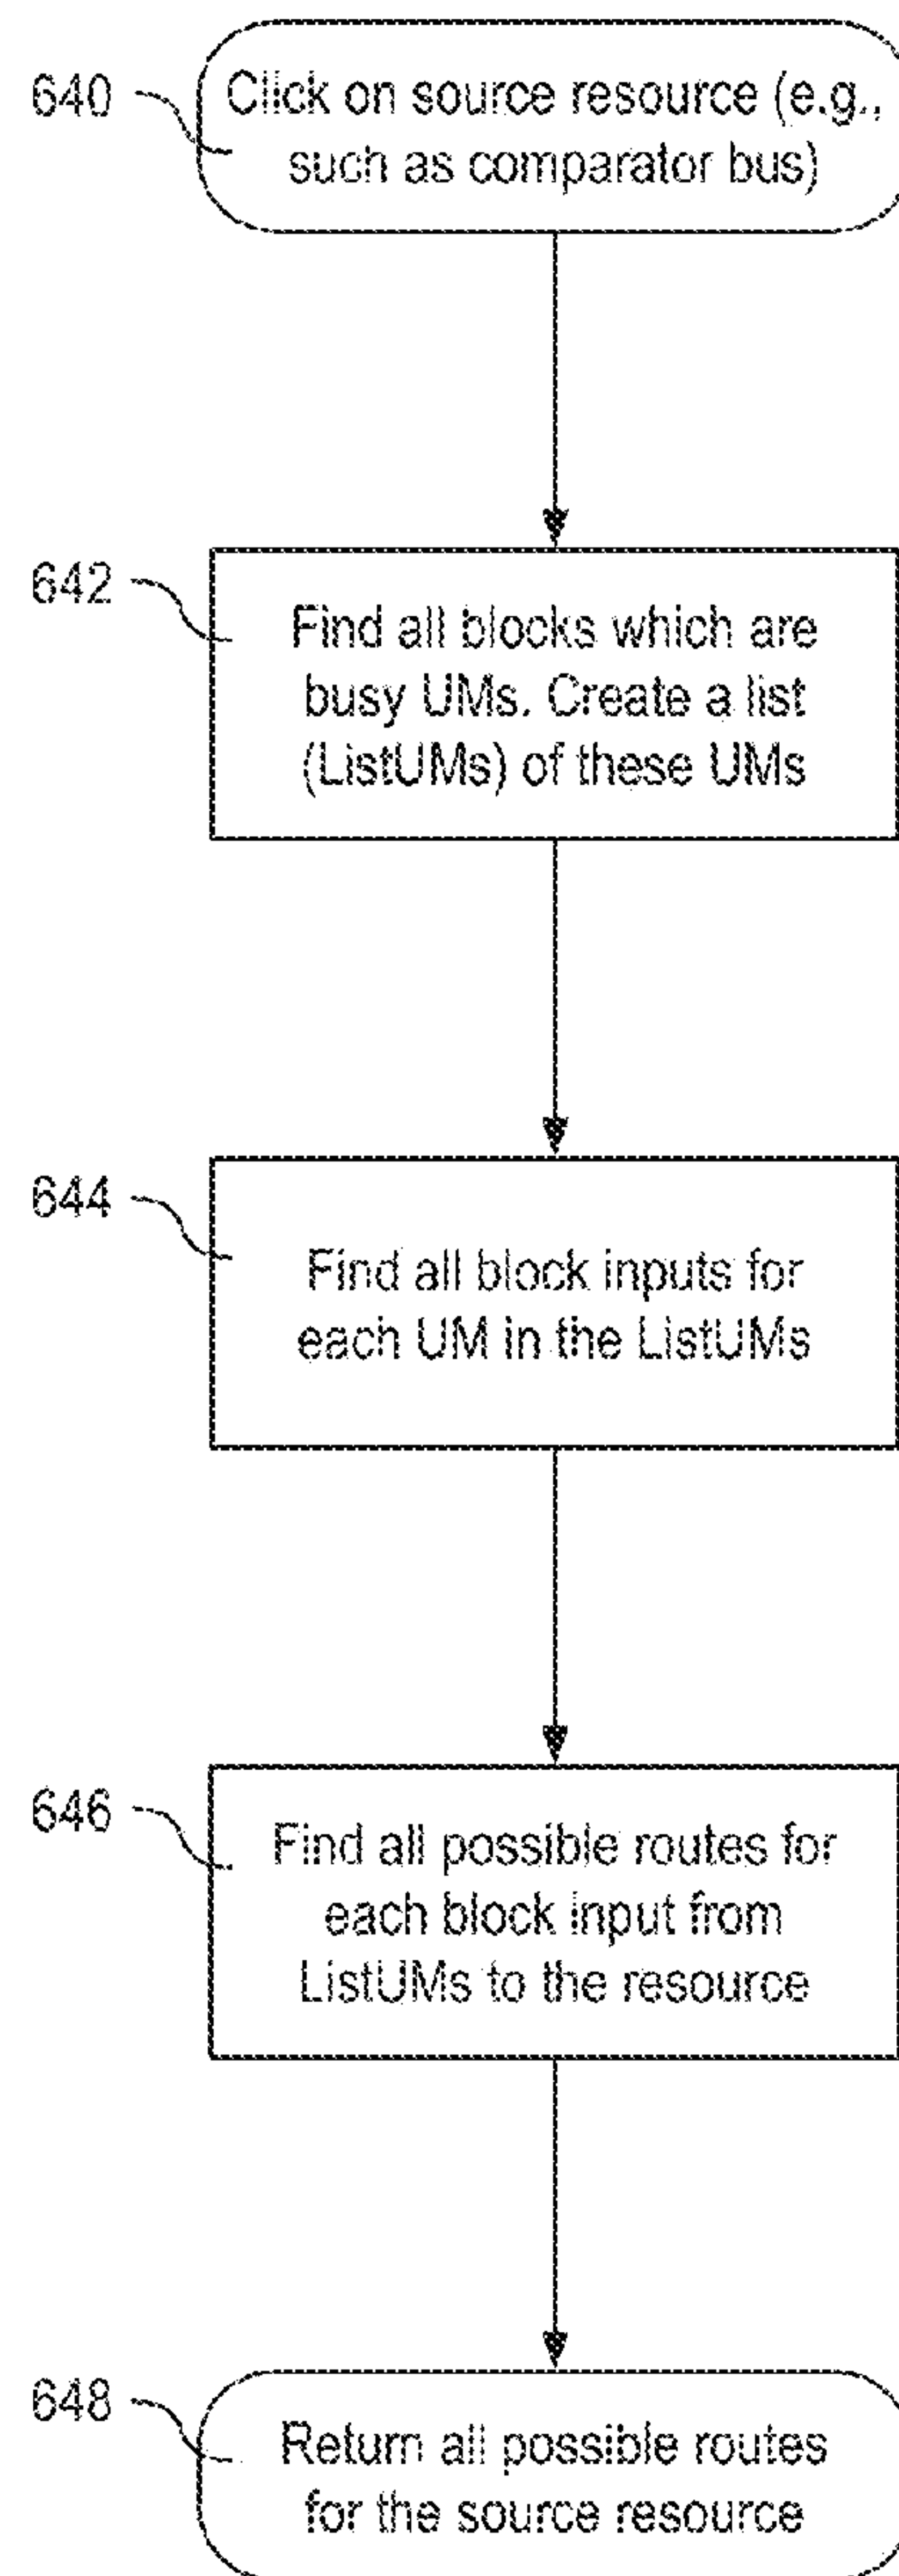 640
Click on source resource (e.g.,
such as comparator bus)
642
Find all blocks which are
busy UMs. Create a list
(ListUMs) of these UMs
644
Find all block inputs for
each UM in the ListUMs
646
Find all possible routes for
each block input from
ListUMs to the resource
648
Return all possible routes
for the source resource